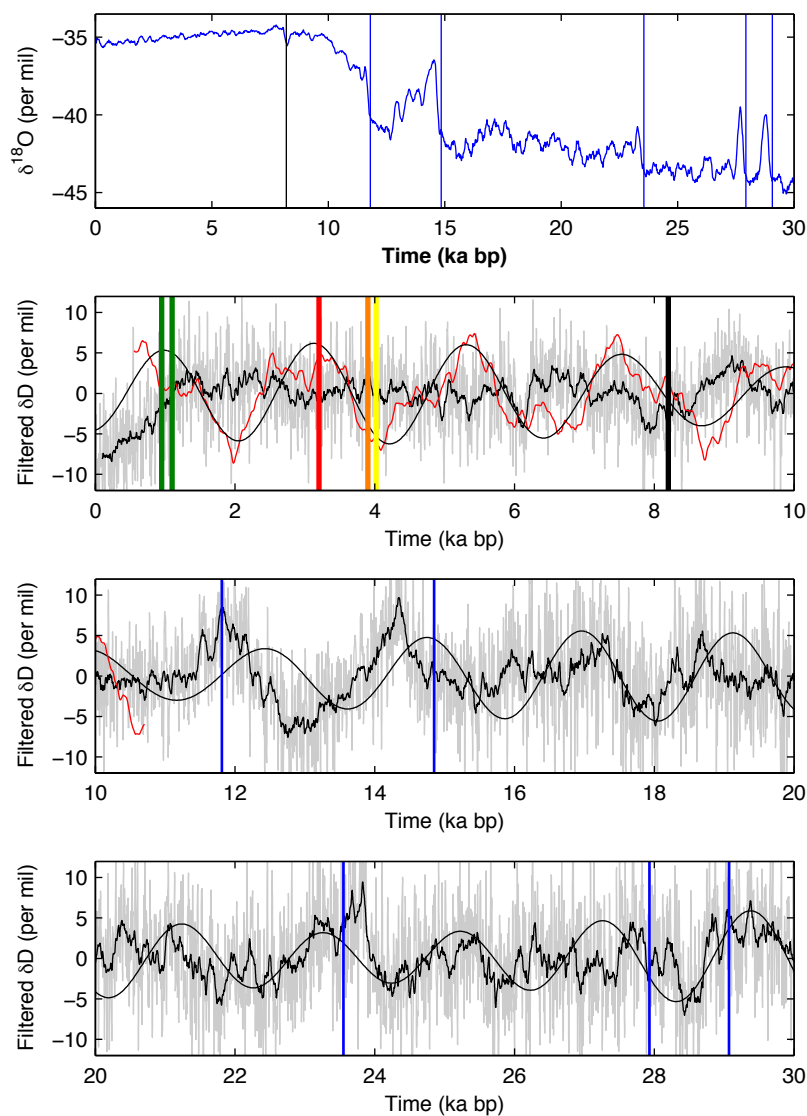 −35
−40
−45
δ18O (per mil)
0 5 10 15 20 25 30
Time (ka bp)
10
5
0
−5
−10
Filtered δD (per mil)
0 2 4 6 8 10
Time (ka bp)
10
5
0
−5
−10
Filtered δD (per mil)
10 12 14 16 18 20
Time (ka bp)
10
5
0
−5
−10
Filtered δD (per mil)
20 22 24 26 28 30
Time (ka bp)